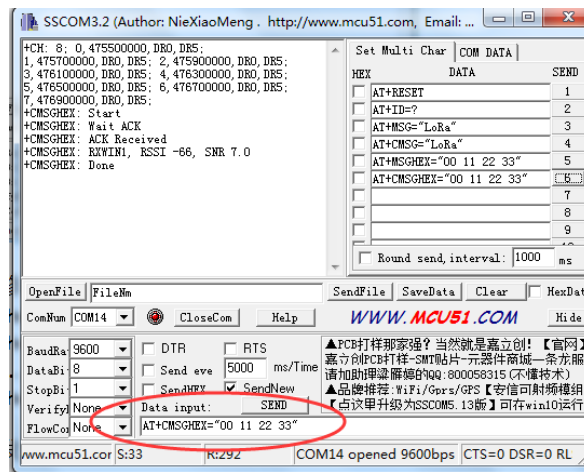 SSCOM3.2 (Author: NieXiaoMeng . http://www.mcu51.com, Email: ...
+CH: 8; 0,475500000,DR0,DR5;
1,475700000,DR0,DR5; 2,475900000,DR0,DR5;
3,476100000,DR0,DR5; 4,476300000,DR0,DR5;
5,476500000,DR0,DR5; 6,476700000,DR0,DR5;
7,476900000,DR0,DR5;
+CMSGHEX: Start
+CMSGHEX: Wait ACK
+CMSGHEX: ACK Received
+CMSGHEX: RXWIN1, RSSI -66, SNR 7.0
+CMSGHEX: Done
Set Multi Char COM DATA
HEX DATA SEND
AT+RESET 1
AT+ID=? 2
AT+MSG="LoRa" 3
AT+CMSG="LoRa" 4
AT+MSGHEX="00 11 22 33" 5
AT+CMSGHEX="00 11 22 33" 6
7
8
9
Round send, interval: 1000 ms
OpenFile FileNm SendFile SaveData Clear HexDat
ComNum COM14 CloseCom Help WWW.MCU51.COM Hide
BaudRa 9600 DTR RTS
DataBi 8 Send eve 5000 ms/Time
StopBi 1 SendHEX SendNew
Verify None Data input: SEND
FlowCo None AT+CMSGHEX="00 11 22 33"
▲PCB打样那家强? 当然就是嘉立创! 【官网】
嘉立创PCB打样-SMT贴片-元器件商城—条龙服
请加助理梁雁婷的QQ:800058315(不懂
技术)
▲品牌推荐:WiFi/Gprs/GPS【安信可射频模组
【点这里升级为SSCOM5.13版】可在win10运行
www.mcu51.cor S:33 R:292 COM14 opened 9600bps CTS=0 DSR=0 RL